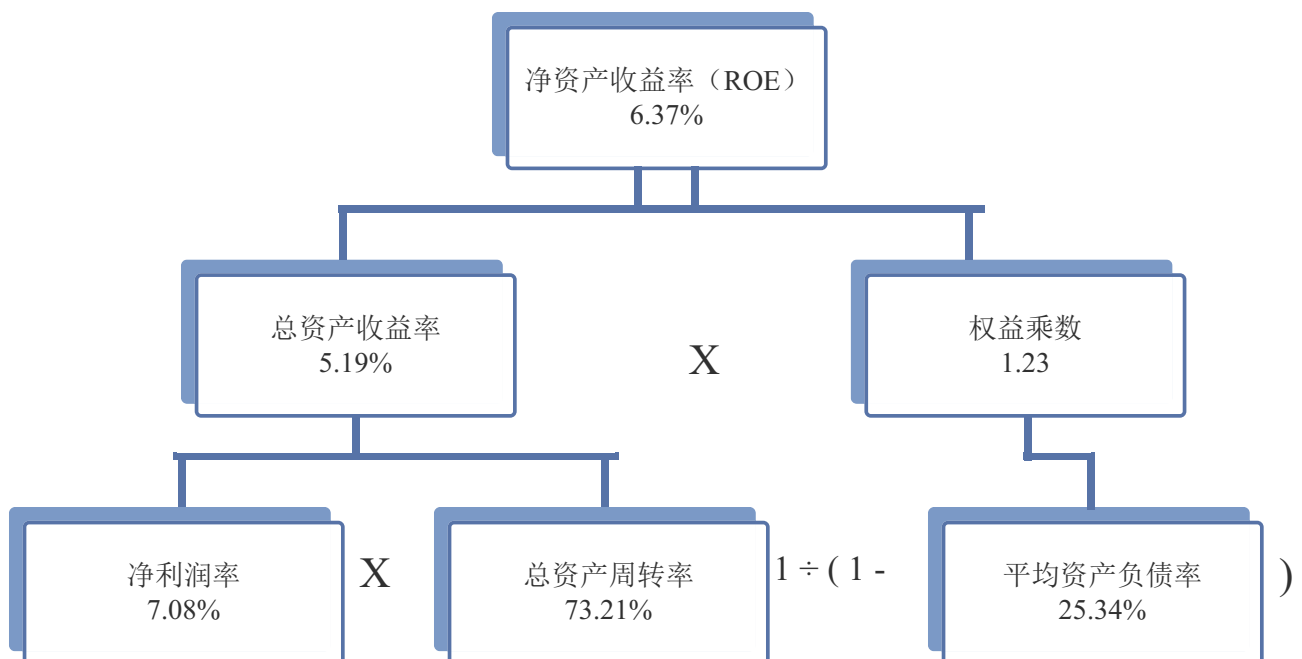 净资产收益率（ROE）
6.37%
总资产收益率
5.19%
X
权益乘数
1.23
净利润率
7.08%
X
总资产周转率
73.21%
1 ÷ ( 1 -
平均资产负债率
25.34%
)